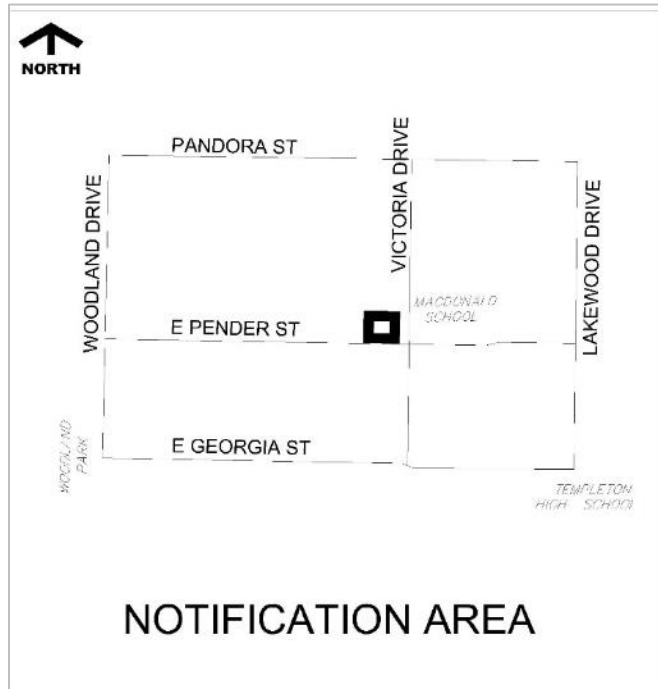 NORTH
PANDORA ST
VICTORIA DRIVE
WOODLAND DRIVE
LAKEWOOD DRIVE
MACDONALD
SCHOOL
E PENDER ST
E GEORGIA ST
WOODLAND
PARK
TEMPLETON
HIGH SCHOOL
NOTIFICATION AREA